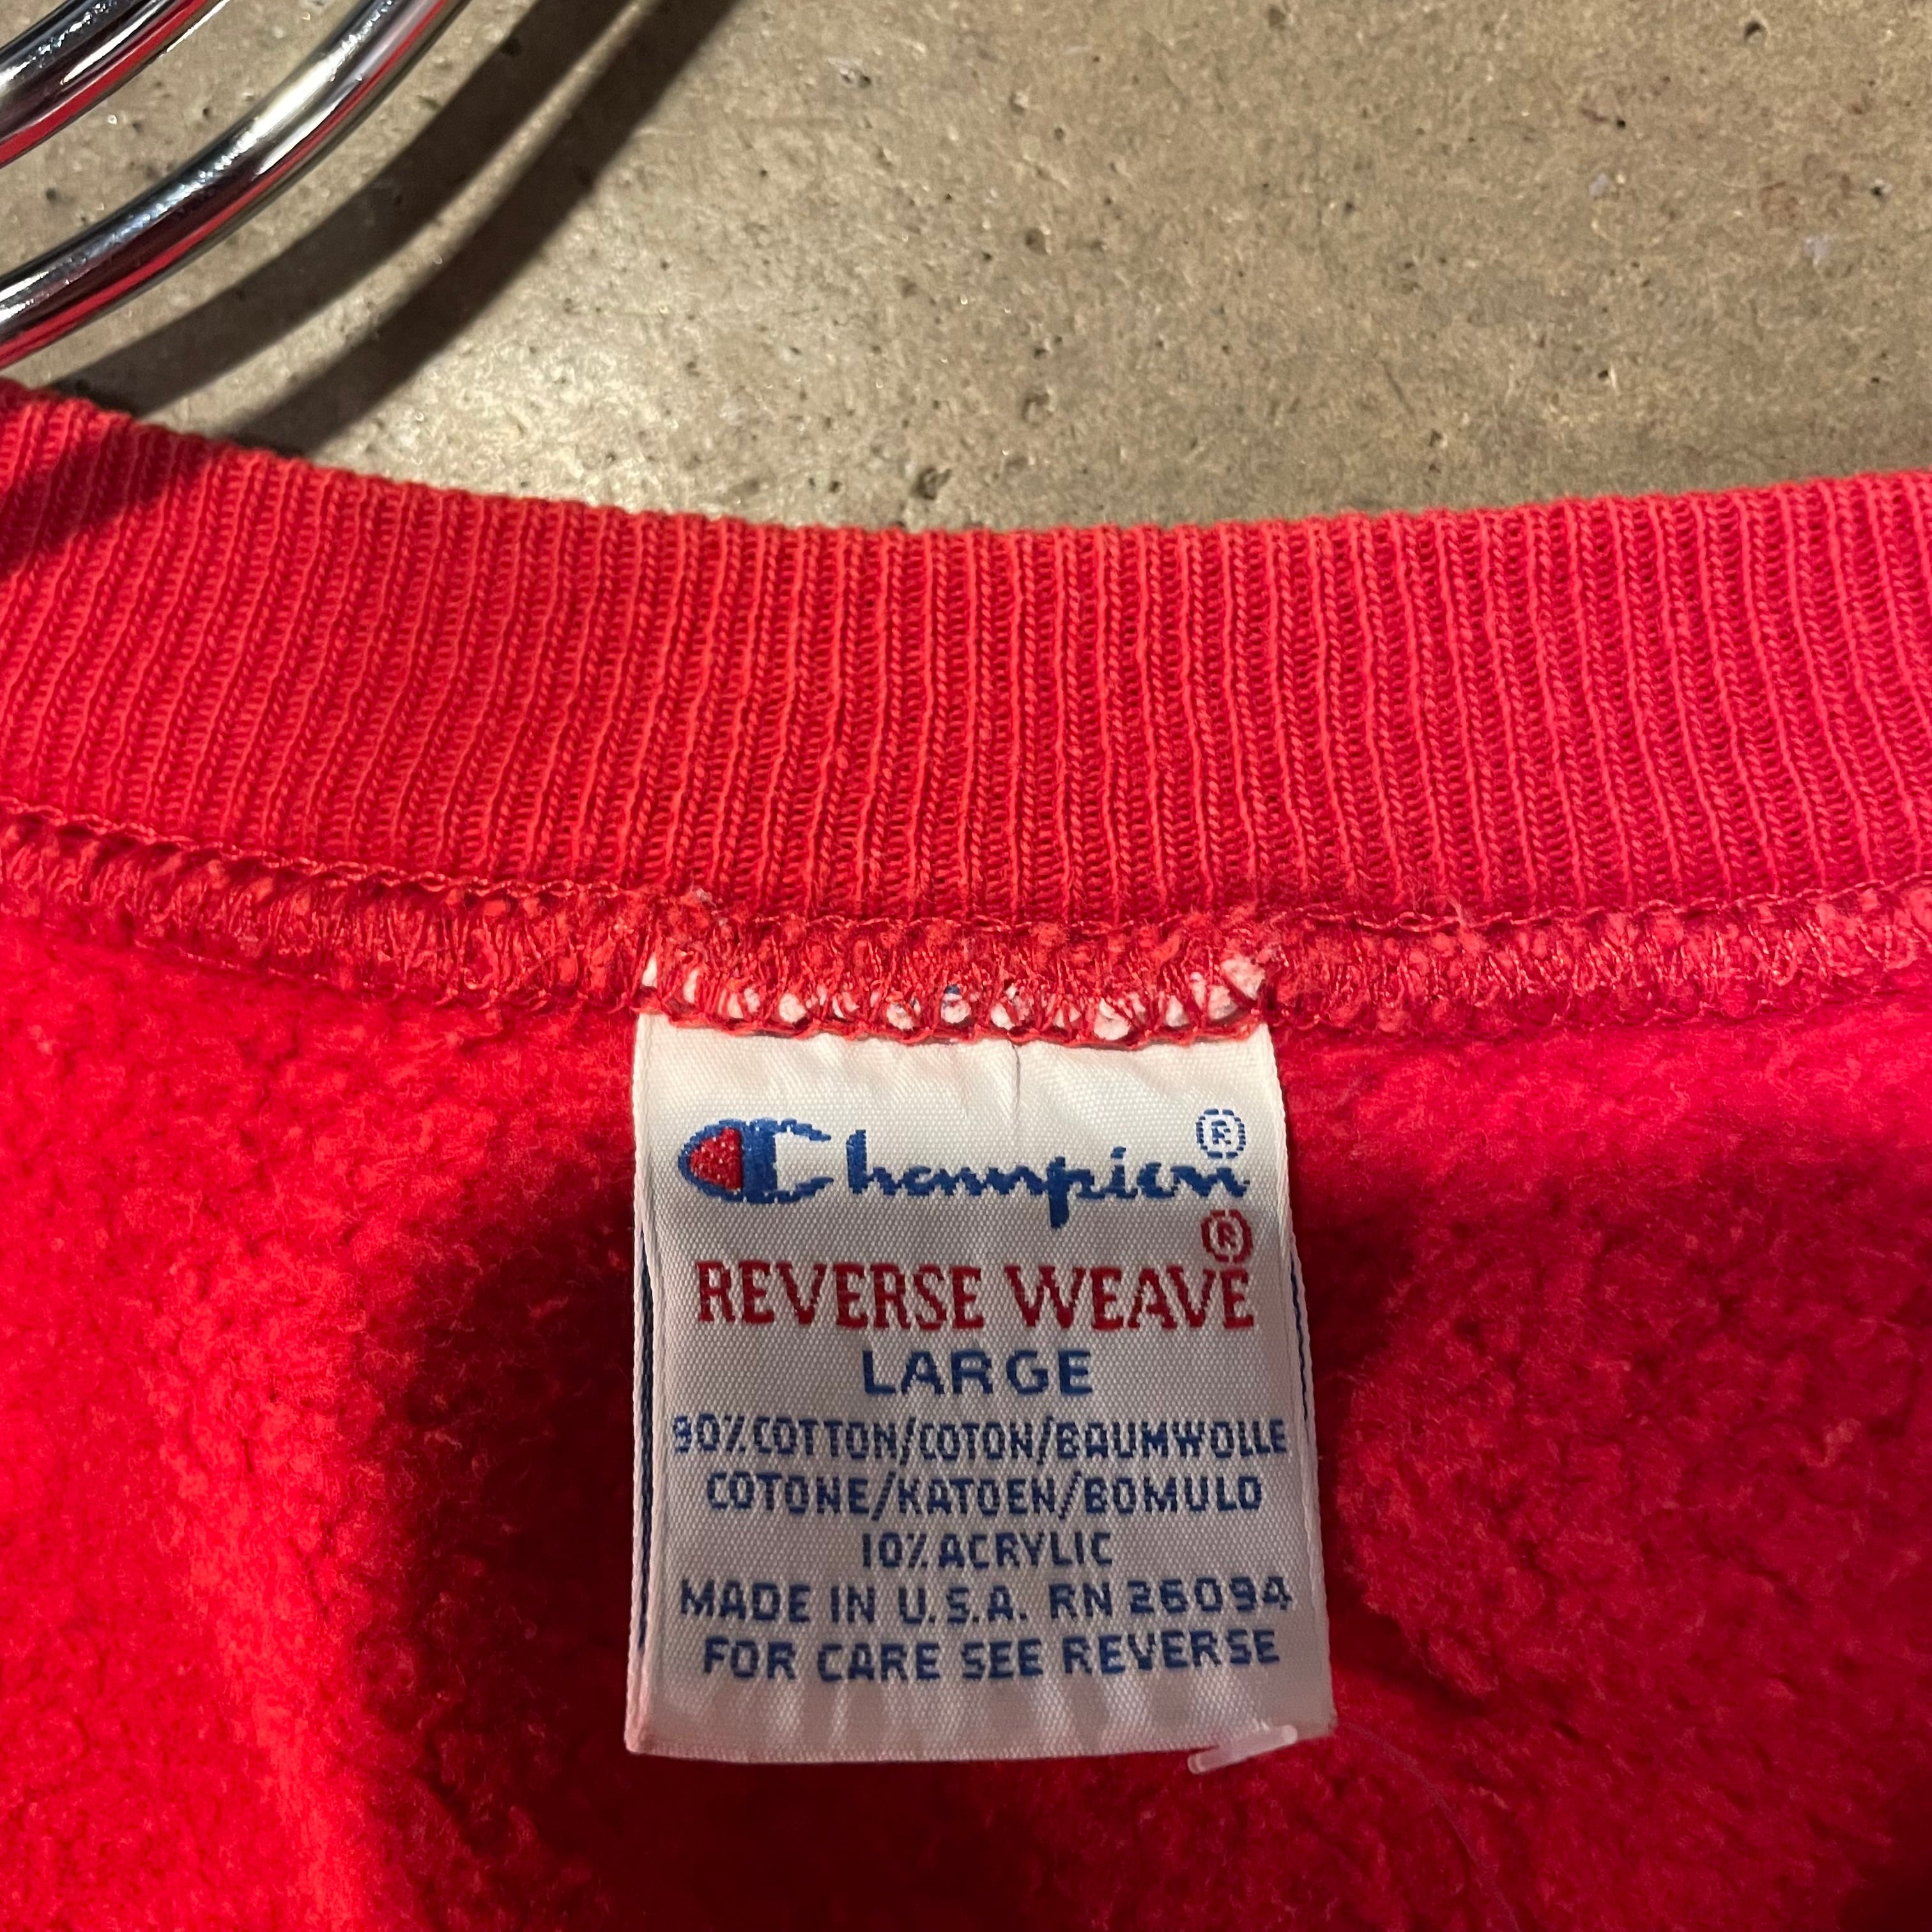 Champion®
REVERSE WEAVE®
LARGE
90% COTTON/COTON/BAUMWOLLE
COTONE/KATOEN/BOMULD
10% ACRYLIC
MADE IN U.S.A. RN 26094
FOR CARE SEE REVERSE